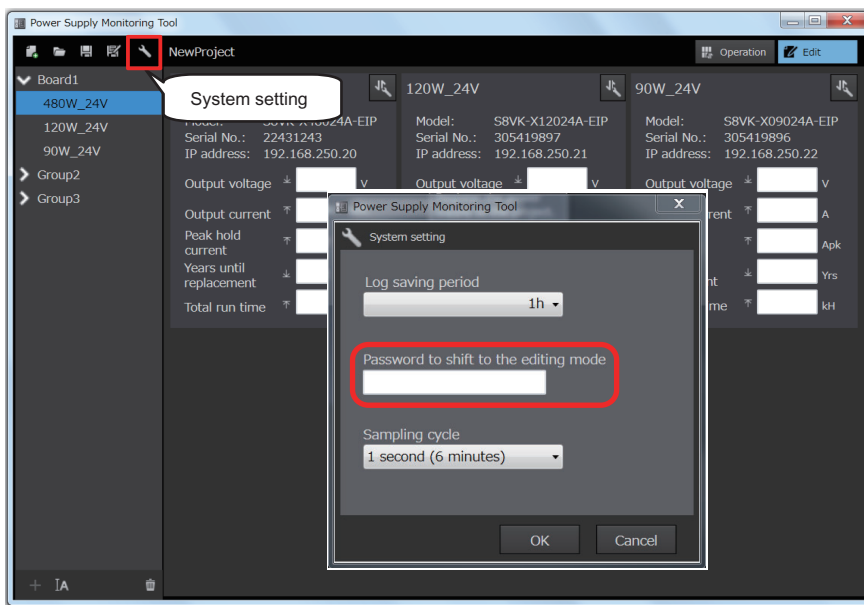 Power Supply Monitoring Tool
NewProject
Operation
Edit
Board1
480W_24V
120W_24V
90W_24V
Group2
Group3
System setting
Serial No.: 22431243
IP address: 192.168.250.20
Output voltage V
Output current
Peak hold
current
Years until
replacement
Total run time
120W_24V
Model: S8VK-X12024A-EIP
Serial No.: 305419897
IP address: 192.168.250.21
Output voltage V
90W_24V
Model: S8VK-X09024A-EIP
Serial No.: 305419896
IP address: 192.168.250.22
Output voltage V
A
Apk
Yrs
kH
Power Supply Monitoring Tool
System setting
Log saving period
1h
Password to shift to the editing mode
Sampling cycle
1 second (6 minutes)
OK
Cancel